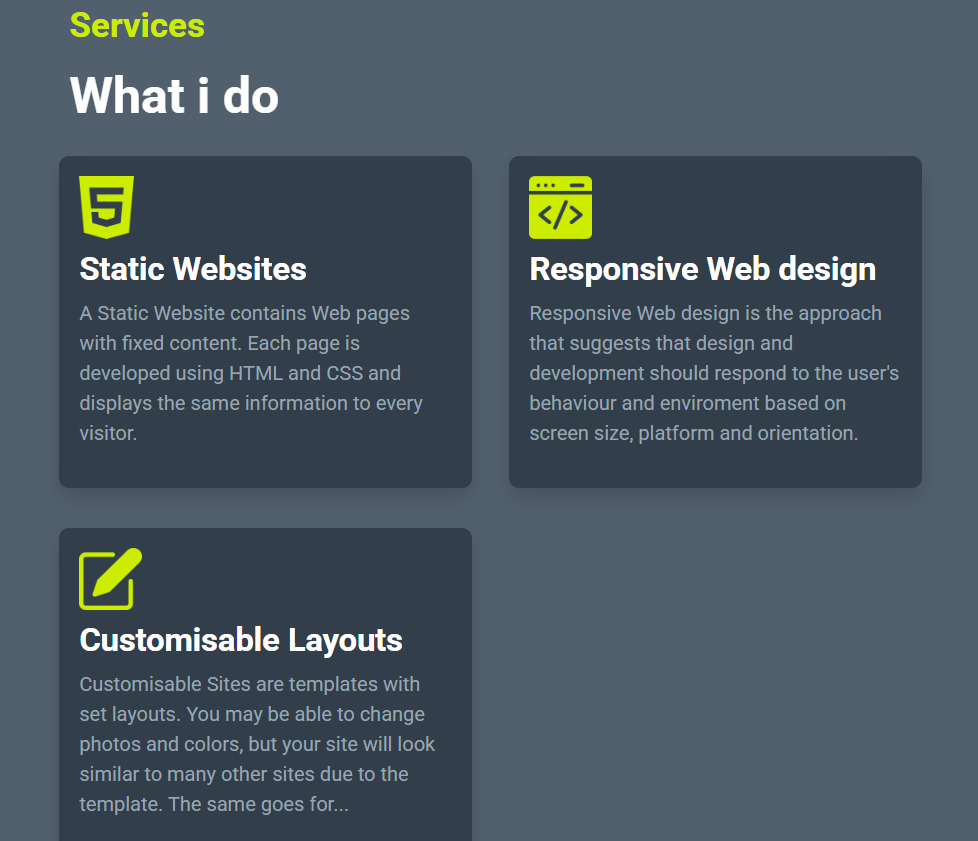 Services
What i do
Static Websites
A Static Website contains Web pages
with fixed content. Each page is
developed using HTML and CSS and
displays the same information to every
visitor.
Responsive Web design
Responsive Web design is the approach
that suggests that design and
development should respond to the user's
behaviour and enviroment based on
screen size, platform and orientation.
Customisable Layouts
Customisable Sites are templates with
set layouts. You may be able to change
photos and colors, but your site will look
similar to many other sites due to the
template. The same goes for...